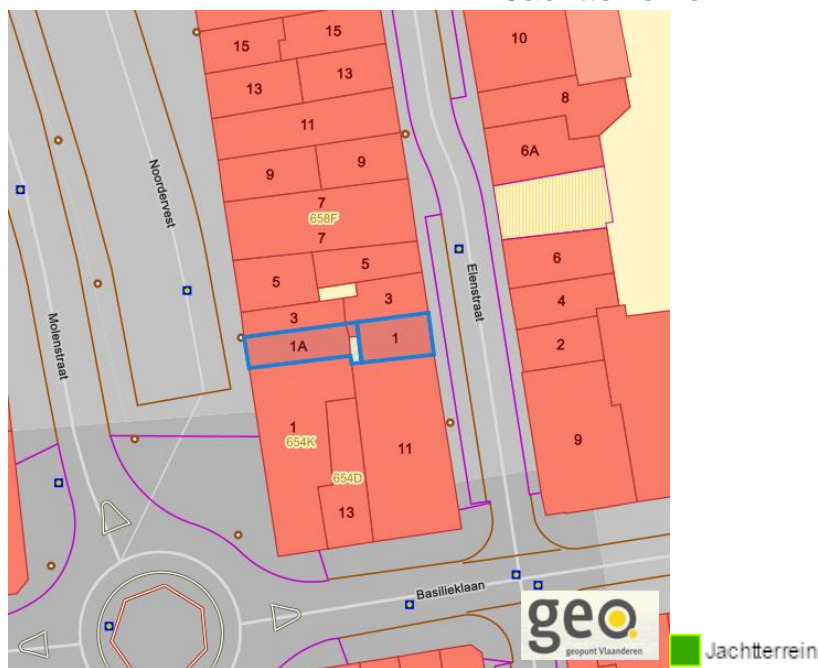 15
15
13
13
11
9
9
7
658F
7
5
5
3
3
1A
1
1
654K
11
654D
13
10
8
6A
6
4
2
9
Noordervest
Molenstraat
Elenstraat
Basilieklaan
geo
geopunt Vlaanderen
Jachtterrein